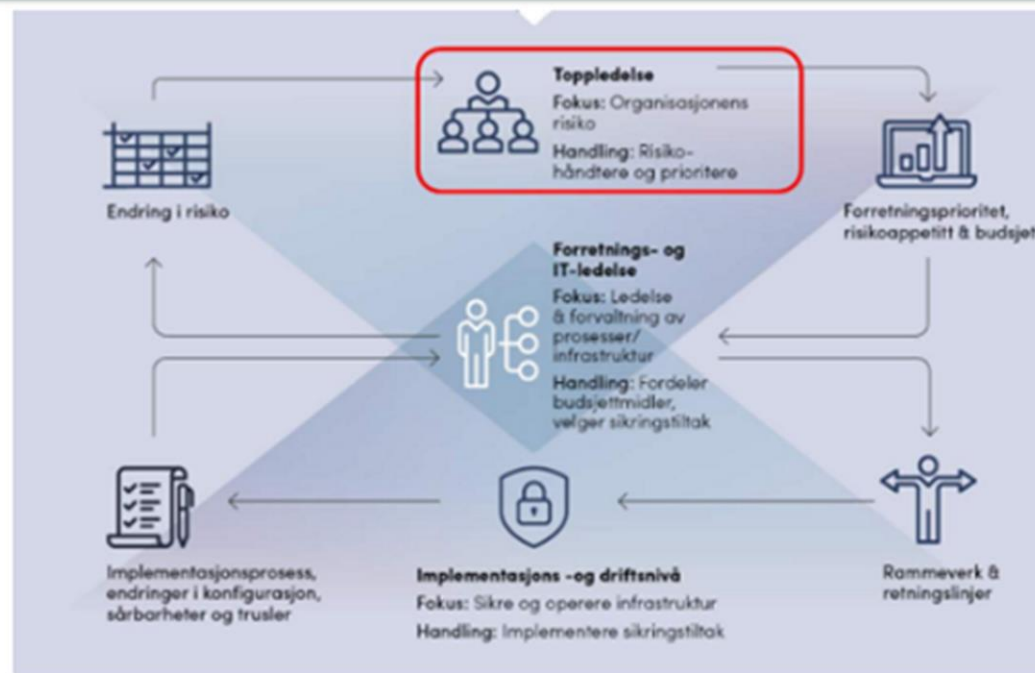 Toppledelse
Fokus: Organisasjonens
risiko
Handling: Risiko-
håndtere og prioritere
Endring i risiko
Forretningsprioritet,
risikoappetitt & budsjet
Forretnings- og
IT-ledelse
Fokus: Ledelse
& forvaltning av
prosesser/
infrastruktur
Handling: Fordeler
budsjettmidler,
velger sikringstiltak
Implementasjonsprosess,
endringer i konfigurasjon,
sårbarheter og trusler
Implementasjons -og driftsnivå
Fokus: Sikre og operere infrastruktur
Handling: Implementere sikringstiltak
Rammeverk &
retningslinjer